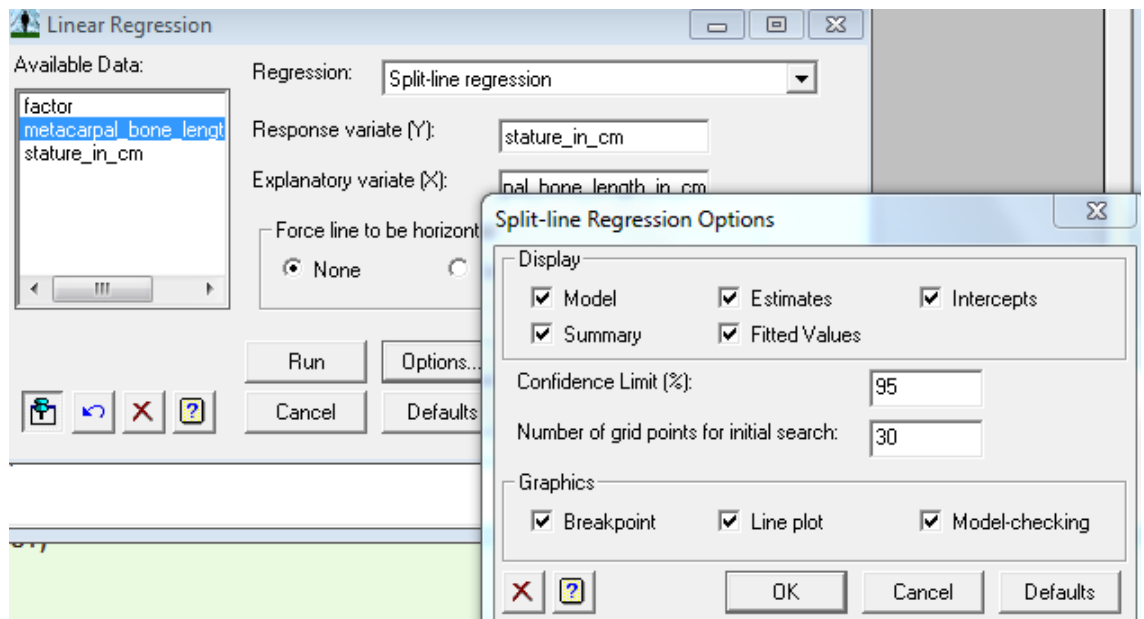 Linear Regression
Available Data:
factor
metacarpal_bone_lengt
stature_in_cm
Regression:
Split-line regression
Response variate (Y):
stature_in_cm
Explanatory variate (X):
pal_bone_length_in_cm
Force line to be horizont
None
Run
Options...
Cancel
Defaults
Split-line Regression Options
Display
Model
Estimates
Intercepts
Summary
Fitted Values
Confidence Limit (%):
95
Number of grid points for initial search:
30
Graphics
Breakpoint
Line plot
Model-checking
OK
Cancel
Defaults